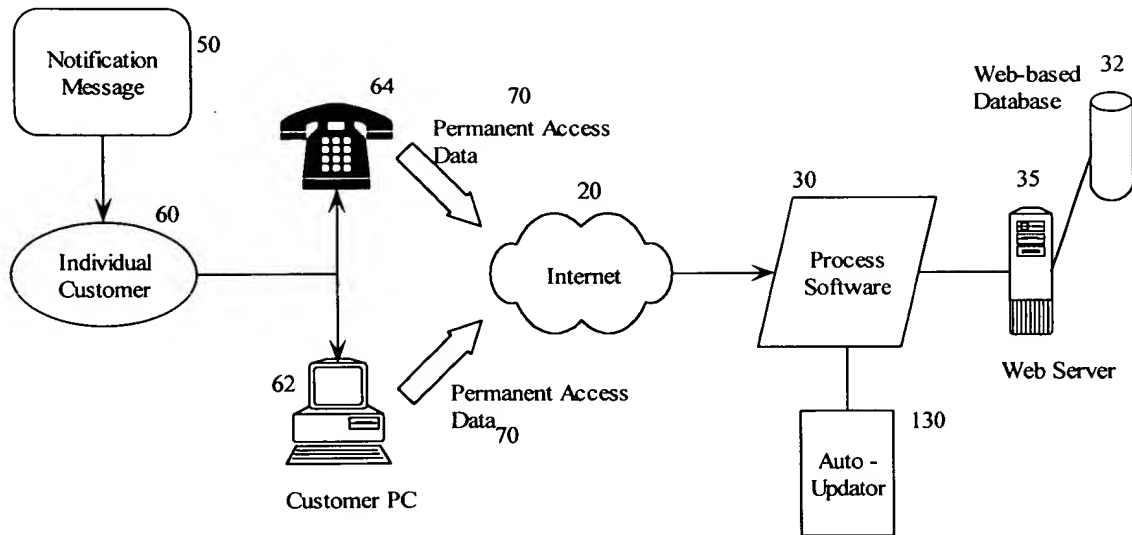 50
Notification
Message
64
70
Permanent Access
Data
Web-based
Database
32
60
Individual
Customer
20
Internet
30
Process
Software
35
Web Server
62
Permanent Access
Data 70
Customer PC
130
Auto -
Updator